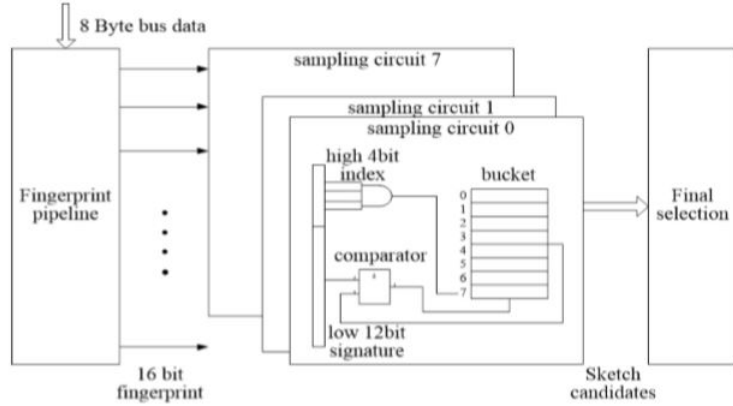 8 Byte bus data
sampling circuit 7
sampling circuit 1
sampling circuit 0
high 4bit
index
bucket
0
1
2
3
4
5
6
7
Fingerprint
pipeline
Final
selection
comparator
low 12bit
signature
16 bit
fingerprint
Sketch
candidates